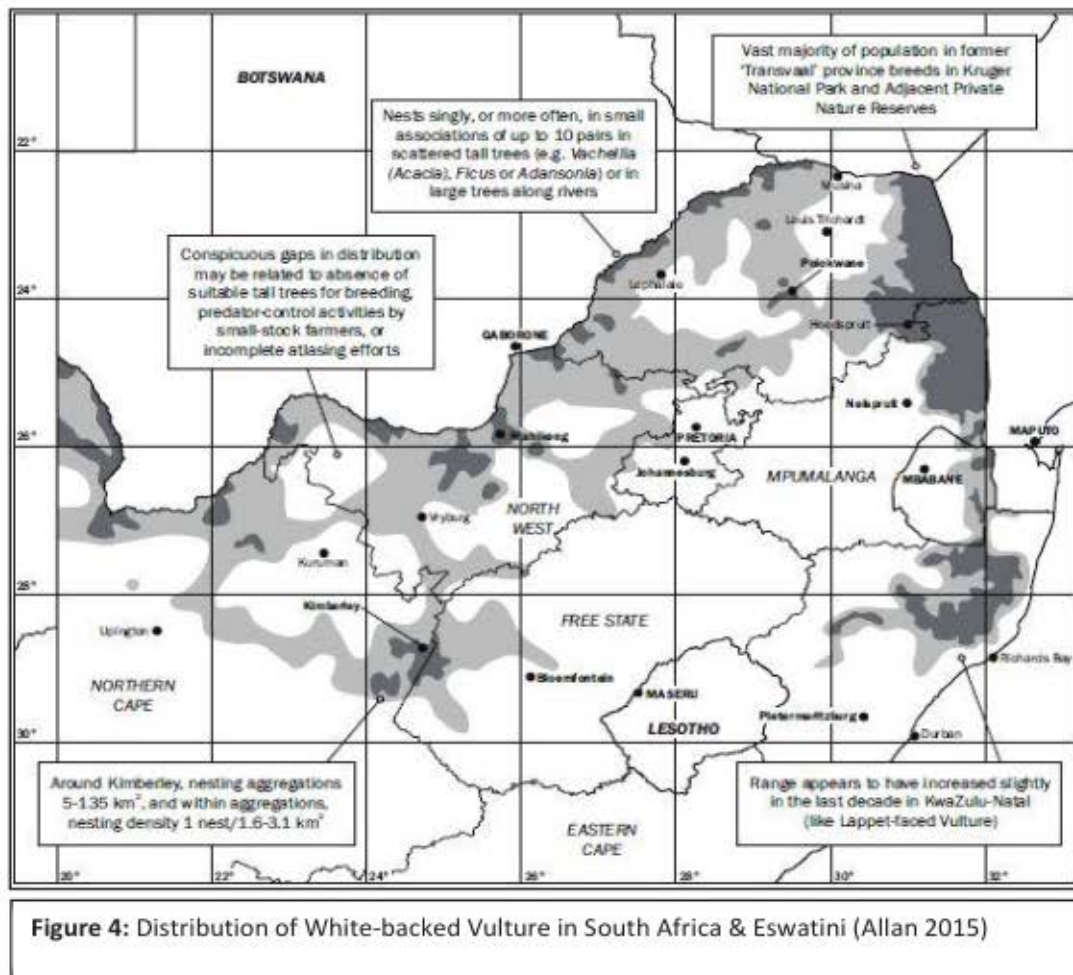 BOTSWANA
Vast majority of population in former
'Transvaal' province breeds in Kruger
National Park and Adjacent Private
Nature Reserves
Nests singly, or more often, in small
associations of up to 10 pairs in
scattered tall trees (e.g. Vachellia
(Acacia), Ficus or Adansonia) or in
large trees along rivers
22°
Musina
Louis Trichardt
Conspicuous gaps in distribution
may be related to absence of
suitable tall trees for breeding,
predator-control activities by
small-stock farmers, or
incomplete atlasing efforts
Polokwane
Lephalale
24°
Hoedspruit
GABORONE
Nelspruit
Mahikeng
PRETORIA
MAPUTO
26°
Johannesburg
MPUMALANGA
MBABANE
NORTH
WEST
Vryburg
Kuruman
28°
Kimberley
FREE STATE
Upington
Richards Bay
Bloemfontein
NORTHERN
CAPE
MASERU
LESOTHO
Pietermaritzburg
Durban
30°
Around Kimberley, nesting aggregations
5-135 km², and within aggregations,
nesting density 1 nest/1.6-3.1 km²
Range appears to have increased slightly
in the last decade in KwaZulu-Natal
(like Lappet-faced Vulture)
EASTERN
CAPE
20° 24° 26° 28° 30° 32°
Figure 4: Distribution of White-backed Vulture in South Africa & Eswatini (Allan 2015)